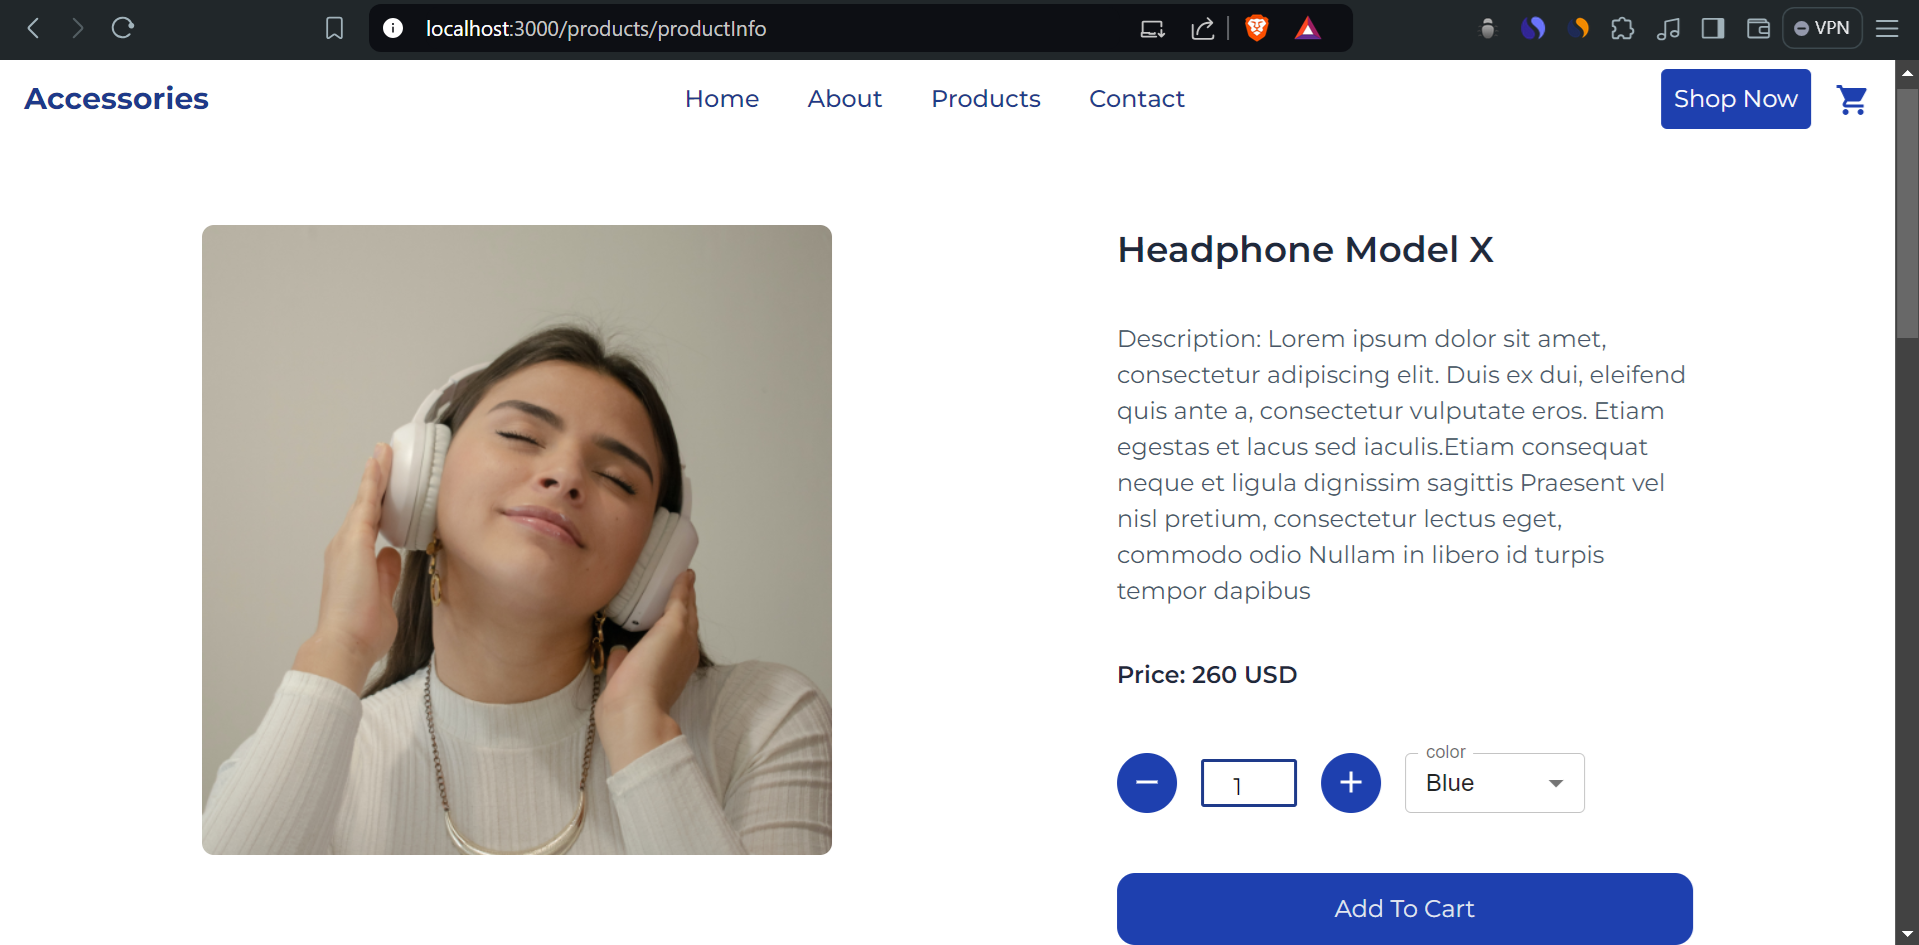 localhost:3000/products/productInfo
VPN
Accessories
Home
About
Products
Contact
Shop Now
Headphone Model X
Description: Lorem ipsum dolor sit amet,
consectetur adipiscing elit. Duis ex dui, eleifend
quis ante a, consectetur vulputate eros. Etiam
egestas et lacus sed iaculis.Etiam consequat
neque et ligula dignissim sagittis Praesent vel
nisl pretium, consectetur lectus eget,
commodo odio Nullam in libero id turpis
tempor dapibus
Price: 260 USD
1
color
Blue
Add To Cart